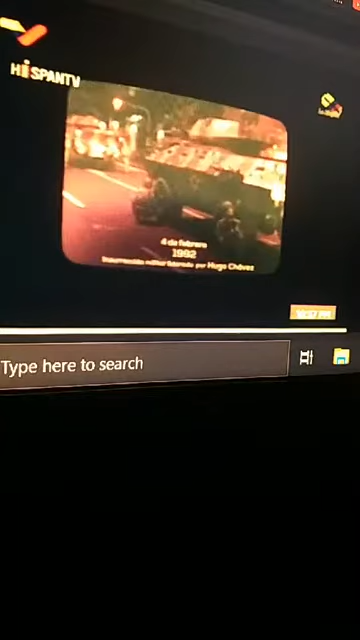 HISPANTV
4 de febrero
1992
Insurrección militar liderada por Hugo Chávez
Type here to search